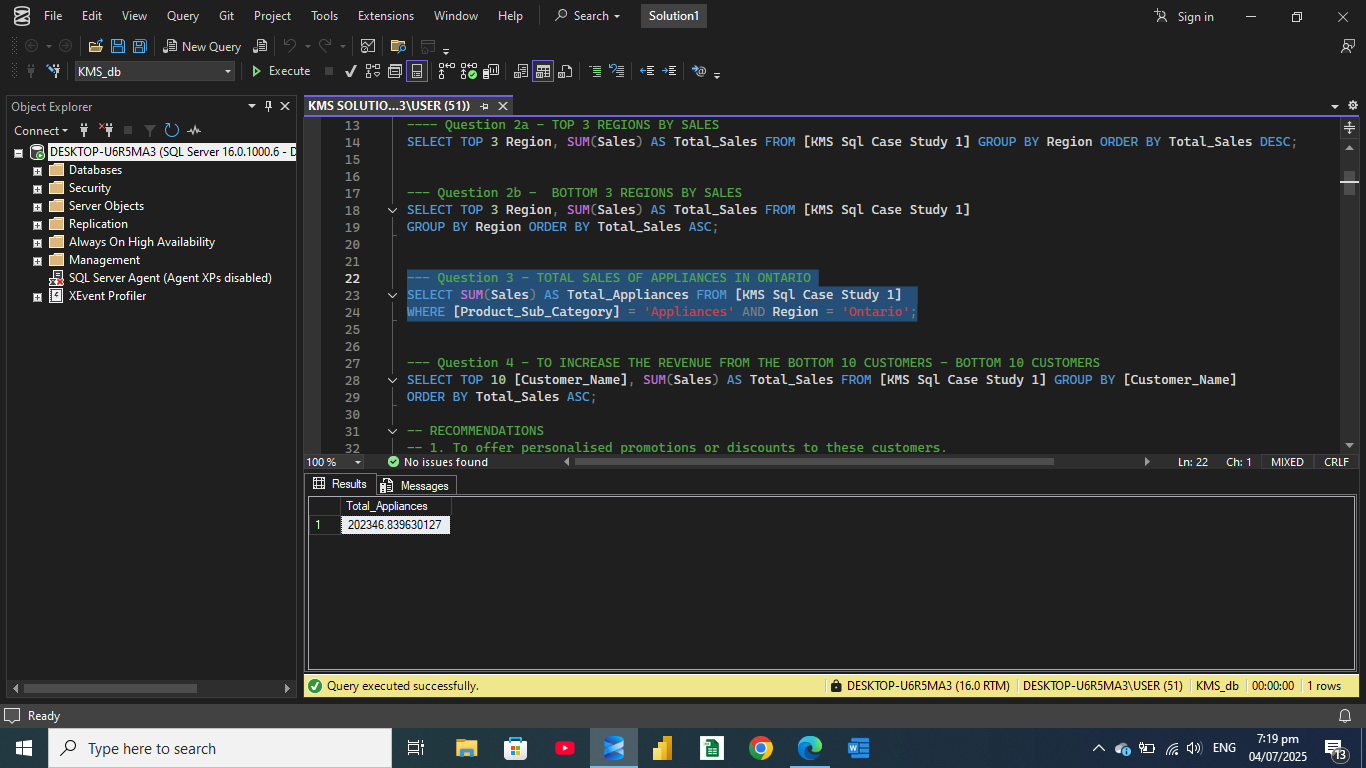 File Edit View Query Git Project Tools Extensions Window Help Search Solution1 Sign in
New Query
KMS_db Execute
Object Explorer
Connect
DESKTOP-U6R5MA3 (SQL Server 16.0.1000.6 - D
Databases
Security
Server Objects
Replication
Always On High Availability
Management
SQL Server Agent (Agent XPs disabled)
XEvent Profiler
KMS SOLUTIO...3\USER (51))
13 ---- Question 2a - TOP 3 REGIONS BY SALES
14 SELECT TOP 3 Region, SUM(Sales) AS Total_Sales FROM [KMS Sql Case Study 1] GROUP BY Region ORDER BY Total_Sales DESC;
15
16
17 --- Question 2b -  BOTTOM 3 REGIONS BY SALES
18 SELECT TOP 3 Region, SUM(Sales) AS Total_Sales FROM [KMS Sql Case Study 1]
19 GROUP BY Region ORDER BY Total_Sales ASC;
20
21
22 --- Question 3 - TOTAL SALES OF APPLIANCES IN ONTARIO
23 SELECT SUM(Sales) AS Total_Appliances FROM [KMS Sql Case Study 1]
24 WHERE [Product_Sub_Category] = 'Appliances' AND Region = 'Ontario';
25
26
27 --- Question 4 - TO INCREASE THE REVENUE FROM THE BOTTOM 10 CUSTOMERS - BOTTOM 10 CUSTOMERS
28 SELECT TOP 10 [Customer_Name], SUM(Sales) AS Total_Sales FROM [KMS Sql Case Study 1] GROUP BY [Customer_Name]
29 ORDER BY Total_Sales ASC;
30
31 -- RECOMMENDATIONS
32 -- 1. To offer personalised promotions or discounts to these customers.
100 % No issues found Ln: 22 Ch: 1 MIXED CRLF
Results Messages
Total_Appliances
1 202346.839630127
Query executed successfully. DESKTOP-U6R5MA3 (16.0 RTM) DESKTOP-U6R5MA3\USER (51) KMS_db 00:00:00 1 rows
Ready
Type here to search
ENG
7:19 pm
04/07/2025
13